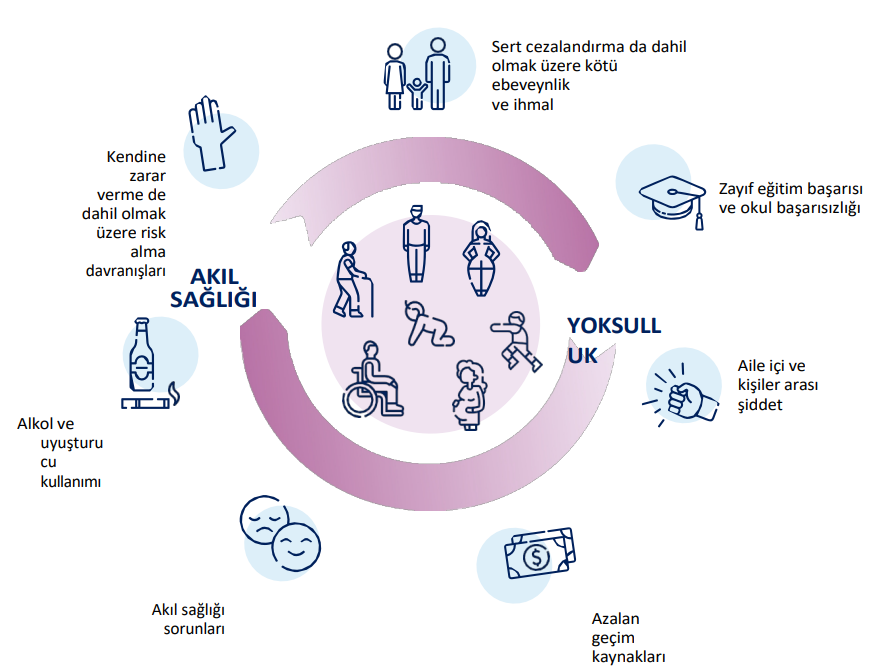 Sert cezalandırma da dahil
olmak üzere kötü
ebeveynlik
ve ihmal
Kendine
zarar
verme de
dahil olmak
üzere risk
alma
davranışları
Zayıf eğitim başarısı
ve okul başarısızlığı
AKIL
SAĞLIĞI
YOKSULL
UK
Aile içi ve
kişiler arası
şiddet
Alkol ve
uyuşturu
cu
kullanımı
Akıl sağlığı
sorunları
Azalan
geçim
kaynakları